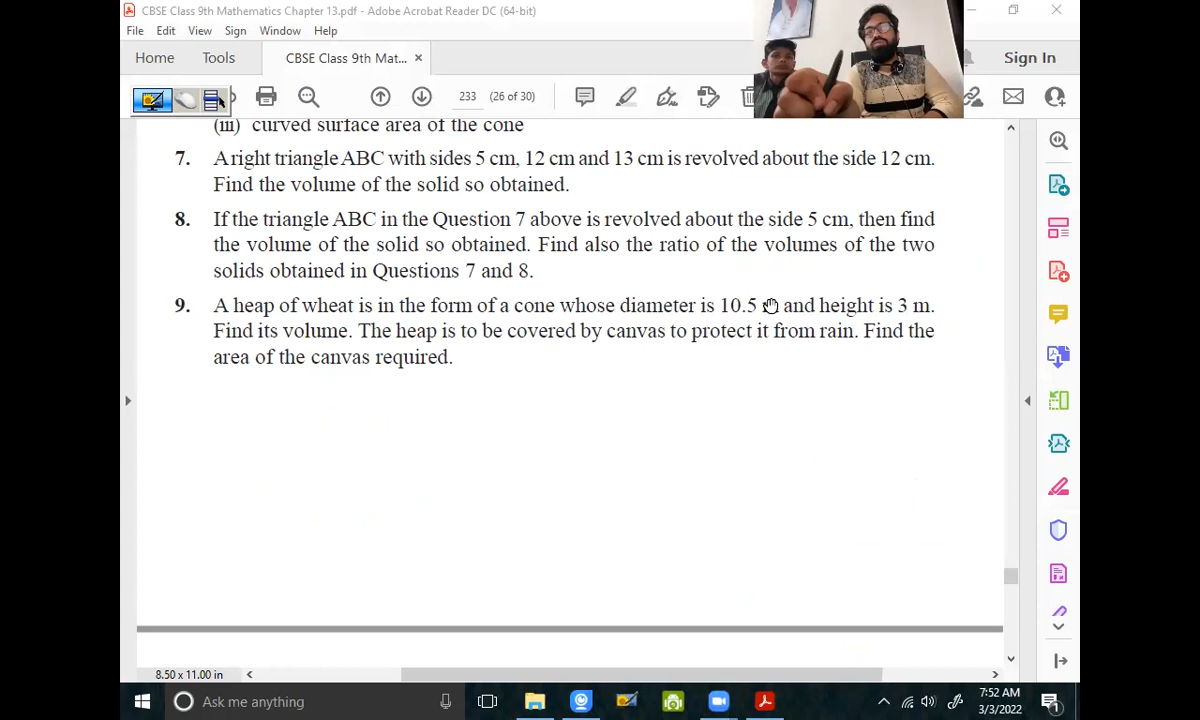 CBSE Class 9th Mathematics Chapter 13.pdf - Adobe Acrobat Reader DC (64-bit)
File Edit View Sign Window Help
Home Tools CBSE Class 9th Mat... × Sign In
233 (26 of 30)
(iii) curved surface area of the cone
7. A right triangle ABC with sides 5 cm, 12 cm and 13 cm is revolved about the side 12 cm.
Find the volume of the solid so obtained.
8. If the triangle ABC in the Question 7 above is revolved about the side 5 cm, then find
the volume of the solid so obtained. Find also the ratio of the volumes of the two
solids obtained in Questions 7 and 8.
9. A heap of wheat is in the form of a cone whose diameter is 10.5 and height is 3 m.
Find its volume. The heap is to be covered by canvas to protect it from rain. Find the
area of the canvas required.
8.50 x 11.00 in
Ask me anything
7:52 AM
3/3/2022
1